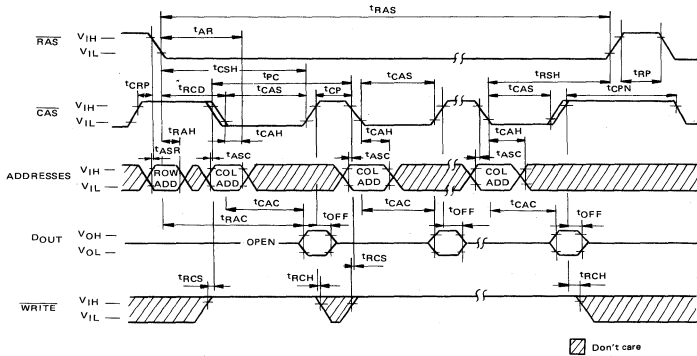 tRAS
tAR
RAS
VIH
VIL
tCSH
tPC
tRSH
tRP
tCRP
tRCD
tCAS
tCP
tCAS
tCAS
tCPN
CAS
VIH
VIL
tRAH
tCAH
tCAH
tCAH
tASR
tASC
tASC
tASC
ADDRESSES
VIH
VIL
ROW ADD
COL ADD
COL ADD
COL ADD
tCAC
tCAC
tCAC
tRAC
tOFF
tOFF
tOFF
DOUT
VOH
VOL
OPEN
tRCS
tRCH
tRCS
tRCH
WRITE
VIH
VIL
Don't care